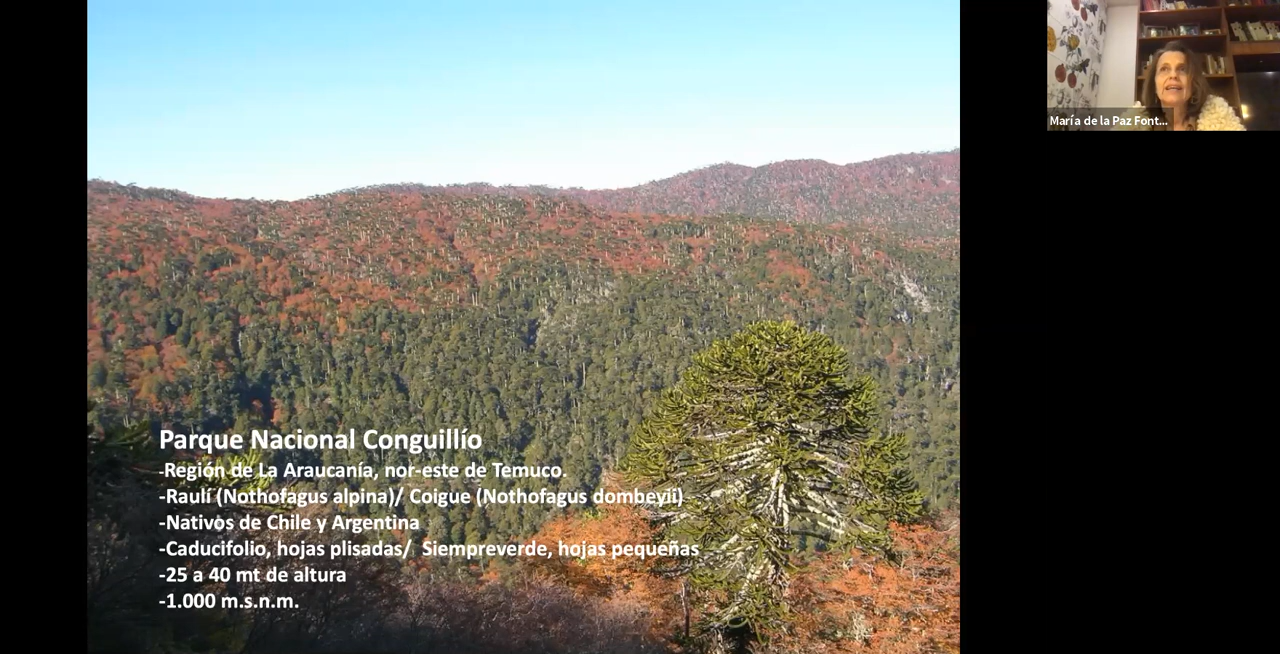 Parque Nacional Conguillío
-Región de La Araucanía, nor-este de Temuco.
-Raulí (Nothofagus alpina)/ Coigue (Nothofagus dombeyii)
-Nativos de Chile y Argentina
-Caducifolio, hojas plisadas/ Siempreverde, hojas pequeñas
-25 a 40 mt de altura
-1.000 m.s.n.m.
María de la Paz Font...